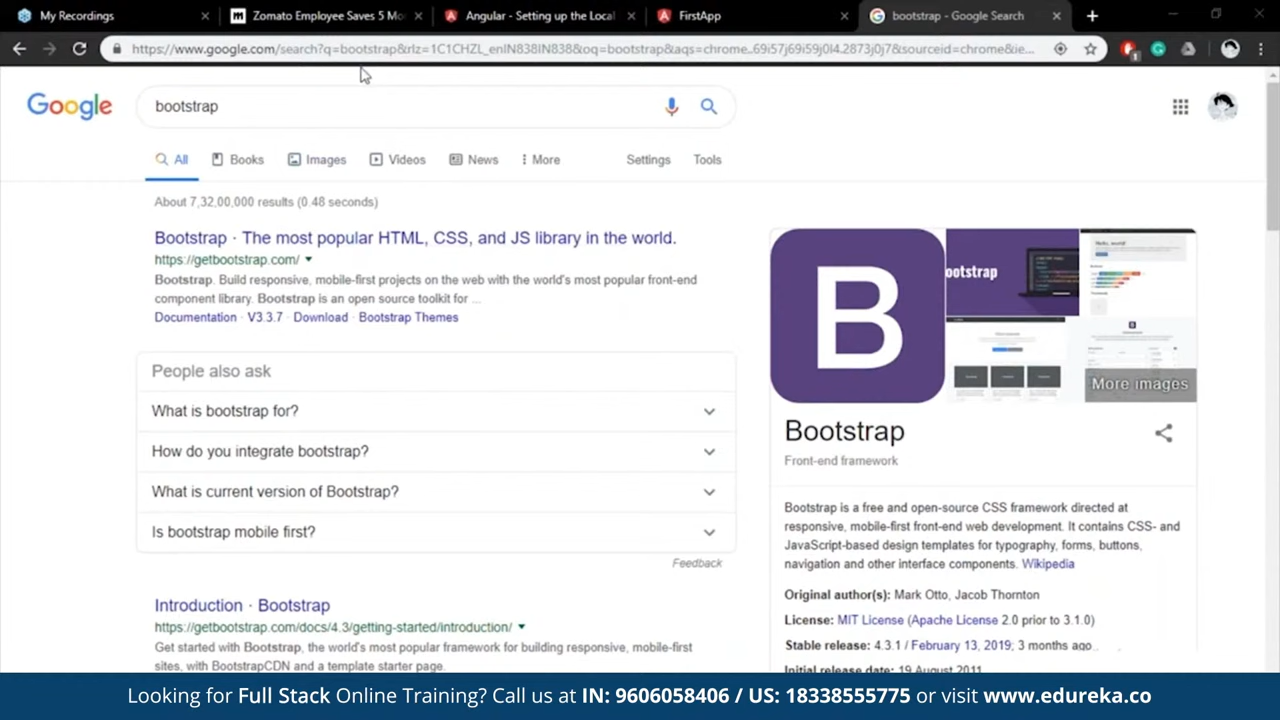 My Recordings
Zomato Employee Saves 5 Mo
Angular - Setting up the Local
FirstApp
bootstrap - Google Search
https://www.google.com/search?q=bootstrap&rlz=1C1CHZL_enIN838IN838&oq=bootstrap&aqs=chrome..69i57j69i59j0l4.2873j0j7&sourceid=chrome&ie...
1
Google
bootstrap
All Books Images Videos News More Settings Tools
About 7,32,00,000 results (0.48 seconds)
Bootstrap · The most popular HTML, CSS, and JS library in the world.
https://getbootstrap.com/
Bootstrap. Build responsive, mobile-first projects on the web with the world's most popular front-end
component library. Bootstrap is an open source toolkit for ...
Documentation · V3.3.7 · Download · Bootstrap Themes
People also ask
What is bootstrap for?
How do you integrate bootstrap?
What is current version of Bootstrap?
Is bootstrap mobile first?
Feedback
Introduction · Bootstrap
https://getbootstrap.com/docs/4.3/getting-started/introduction/
Get started with Bootstrap, the world's most popular framework for building responsive, mobile-first
sites, with BootstrapCDN and a template starter page.
B
ootstrap
Hello, world!
More images
Bootstrap
Front-end framework
Bootstrap is a free and open-source CSS framework directed at
responsive, mobile-first front-end web development. It contains CSS- and
JavaScript-based design templates for typography, forms, buttons,
navigation and other interface components. Wikipedia
Original author(s): Mark Otto, Jacob Thornton
License: MIT License (Apache License 2.0 prior to 3.1.0)
Stable release: 4.3.1 / February 13, 2019; 3 months ago
Initial release date: 19 August 2011
Looking for Full Stack Online Training? Call us at IN: 9606058406 / US: 18338555775 or visit www.edureka.co